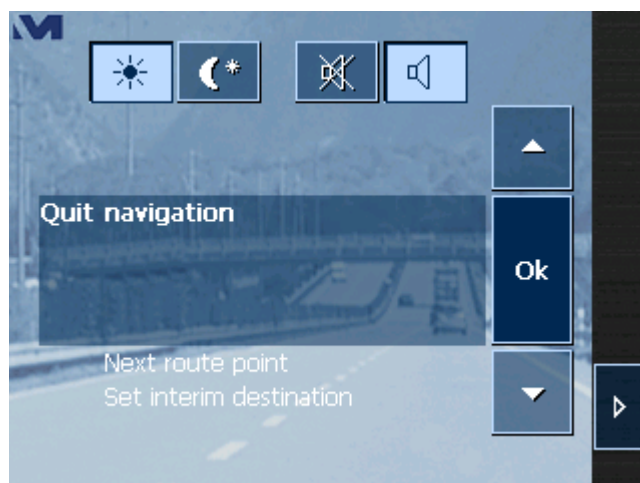 Quit navigation
Ok
Next route point
Set interim destination